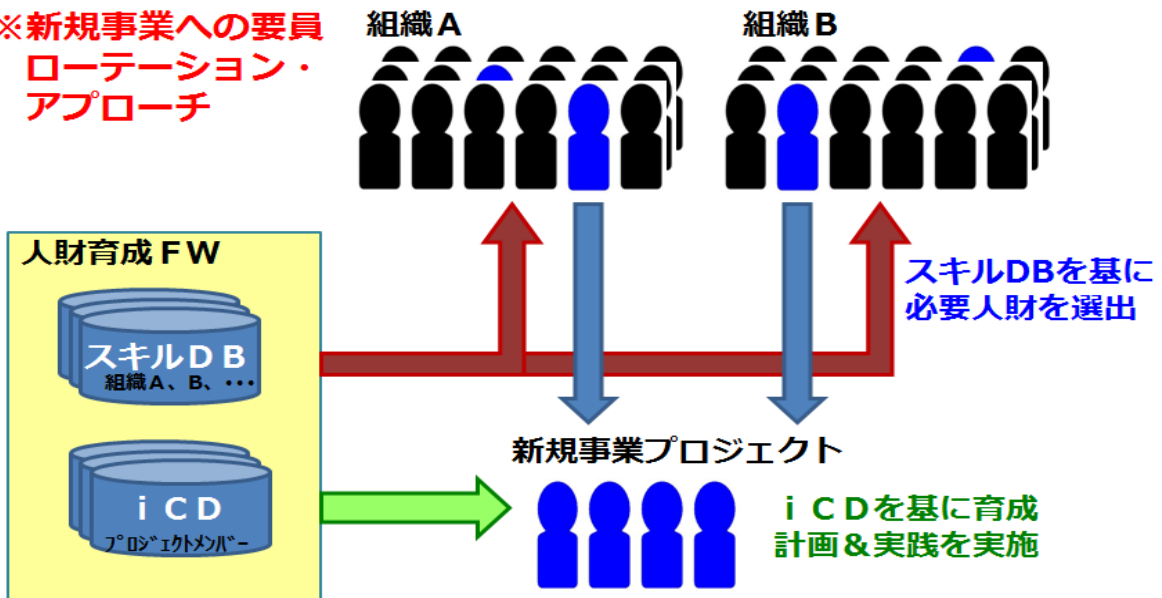 ※新規事業への要員
ローテーション・
アプローチ
組織A
組織B
人財育成FW
スキルDB
組織A、B、・・・
スキルDBを基に
必要人財を選出
新規事業プロジェクト
iCD
ﾌﾟﾛｼﾞｪｸﾄﾒﾝﾊﾞｰ
iCDを基に育成
計画&実践を実施